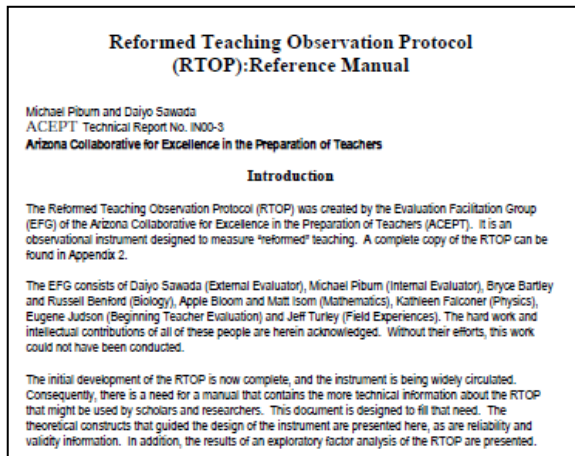 Reformed Teaching Observation Protocol
(RTOP):Reference Manual
Michael Piburn and Daiyo Sawada
ACEPT Technical Report No. IN00-3
Arizona Collaborative for Excellence in the Preparation of Teachers
Introduction
The Reformed Teaching Observation Protocol (RTOP) was created by the Evaluation Facilitation Group
(EFG) of the Arizona Collaborative for Excellence in the Preparation of Teachers (ACEPT). It is an
observational instrument designed to measure “reformed” teaching. A complete copy of the RTOP can be
found in Appendix 2.
The EFG consists of Daiyo Sawada (External Evaluator), Michael Piburn (Internal Evaluator), Bryce Bartley
and Russell Benford (Biology), Apple Bloom and Matt Isom (Mathematics), Kathleen Falconer (Physics),
Eugene Judson (Beginning Teacher Evaluation) and Jeff Turley (Field Experiences). The hard work and
intellectual contributions of all of these people are herein acknowledged. Without their efforts, this work
could not have been conducted.
The initial development of the RTOP is now complete, and the instrument is being widely circulated.
Consequently, there is a need for a manual that contains the more technical information about the RTOP
that might be used by scholars and researchers. This document is designed to fill that need. The
theoretical constructs that guided the design of the instrument are presented here, as are reliability and
validity information. In addition, the results of an exploratory factor analysis of the RTOP are presented.